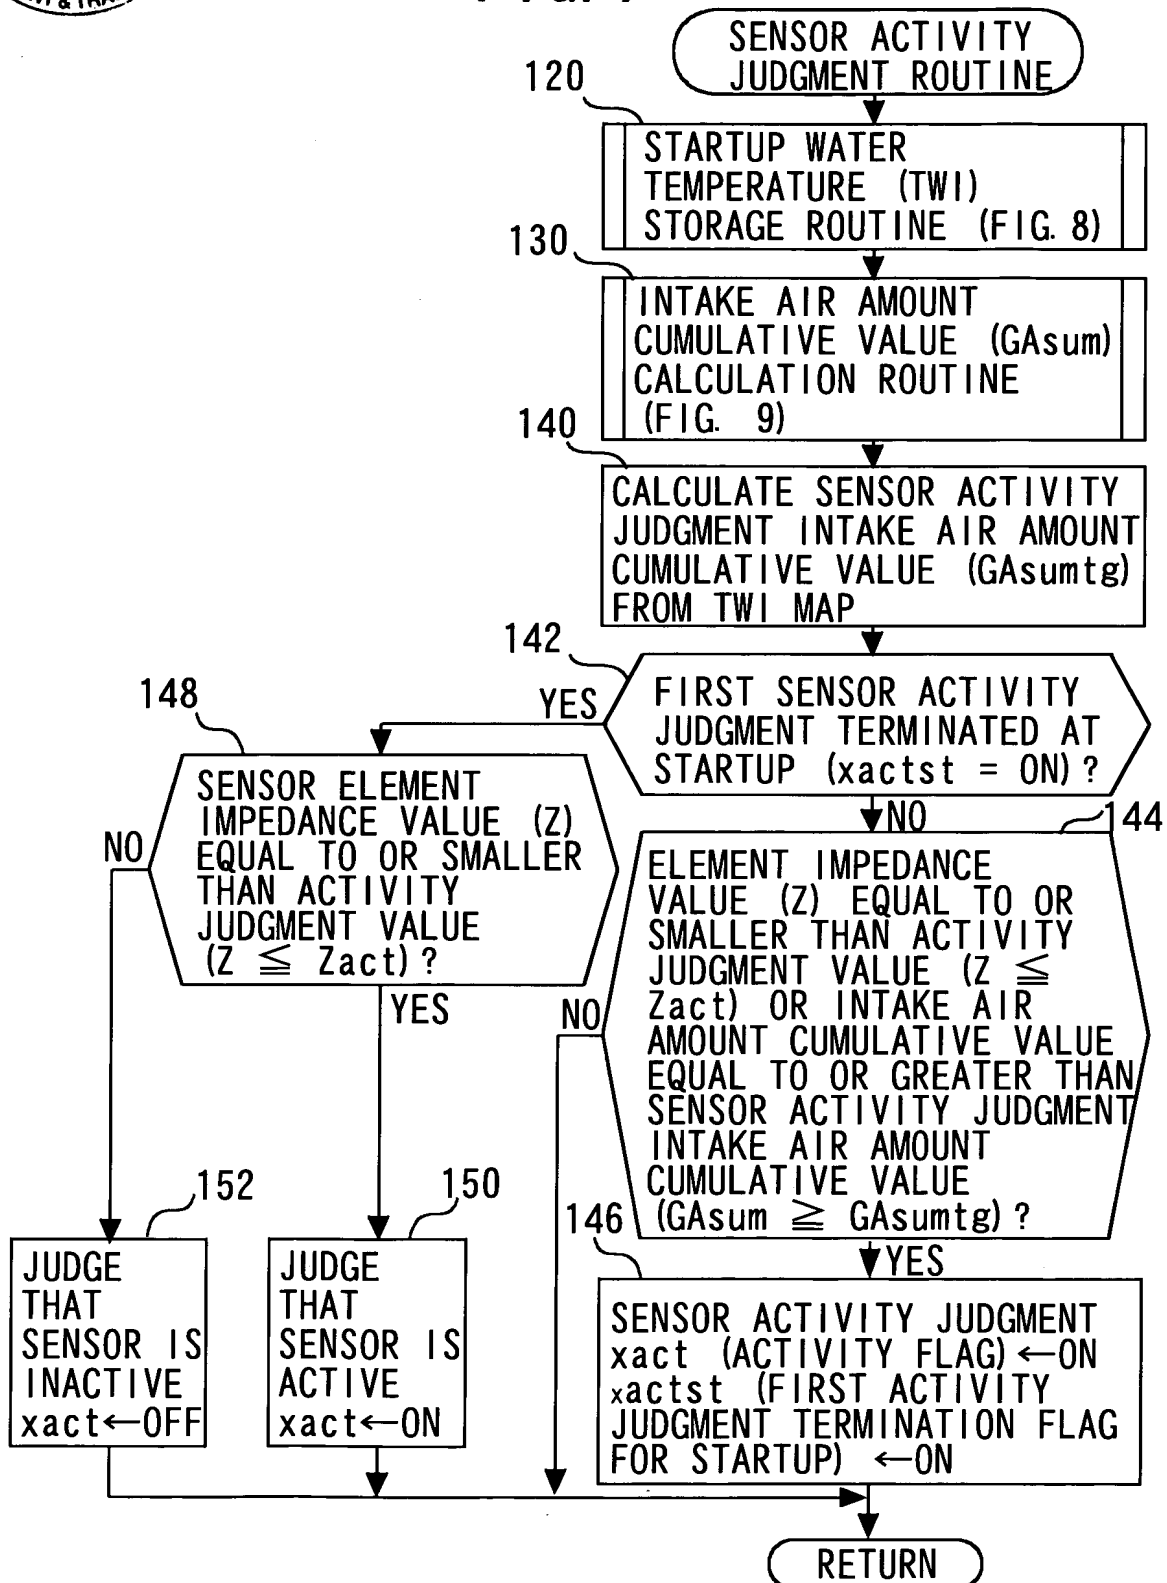 SENSOR ACTIVITY
JUDGMENT ROUTINE
120
STARTUP WATER
TEMPERATURE (TWI)
STORAGE ROUTINE (FIG. 8)
130
INTAKE AIR AMOUNT
CUMULATIVE VALUE (GAsum)
CALCULATION ROUTINE
(FIG. 9)
140
CALCULATE SENSOR ACTIVITY
JUDGMENT INTAKE AIR AMOUNT
CUMULATIVE VALUE (GAsumtg)
FROM TWI MAP
142
FIRST SENSOR ACTIVITY
JUDGMENT TERMINATED AT
STARTUP (xactst = ON)?
YES
NO
148
SENSOR ELEMENT
IMPEDANCE VALUE (Z)
EQUAL TO OR SMALLER
THAN ACTIVITY
JUDGMENT VALUE
(Z ≦ Zact)?
NO
YES
144
ELEMENT IMPEDANCE
VALUE (Z) EQUAL TO OR
SMALLER THAN ACTIVITY
JUDGMENT VALUE (Z ≦
Zact) OR INTAKE AIR
AMOUNT CUMULATIVE VALUE
EQUAL TO OR GREATER THAN
SENSOR ACTIVITY JUDGMENT
INTAKE AIR AMOUNT
CUMULATIVE VALUE
(GAsum ≧ GAsumtg)?
NO
YES
152
JUDGE
THAT
SENSOR IS
INACTIVE
xact←OFF
150
JUDGE
THAT
SENSOR IS
ACTIVE
xact←ON
146
SENSOR ACTIVITY JUDGMENT
xact (ACTIVITY FLAG)←ON
xactst (FIRST ACTIVITY
JUDGMENT TERMINATION FLAG
FOR STARTUP) ←ON
RETURN